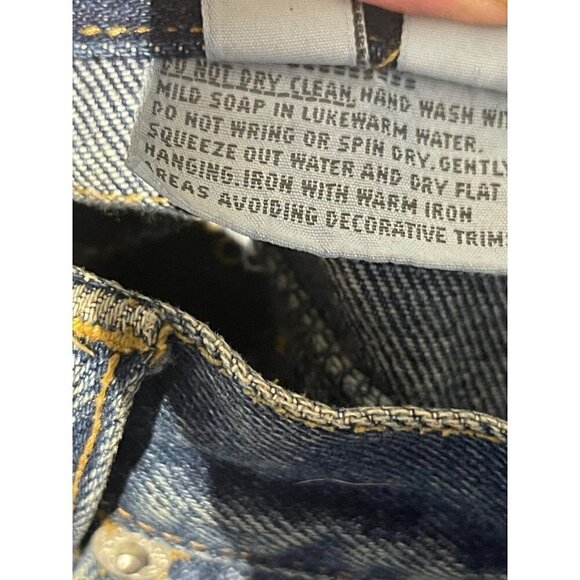 DO NOT DRY CLEAN, HAND WASH WI
MILD SOAP IN LUKEWARM WATER.
DO NOT WRING OR SPIN DRY. GENTLY
SQUEEZE OUT WATER AND DRY FLAT
HANGING. IRON WITH WARM IRON
AREAS AVOIDING DECORATIVE TRIM